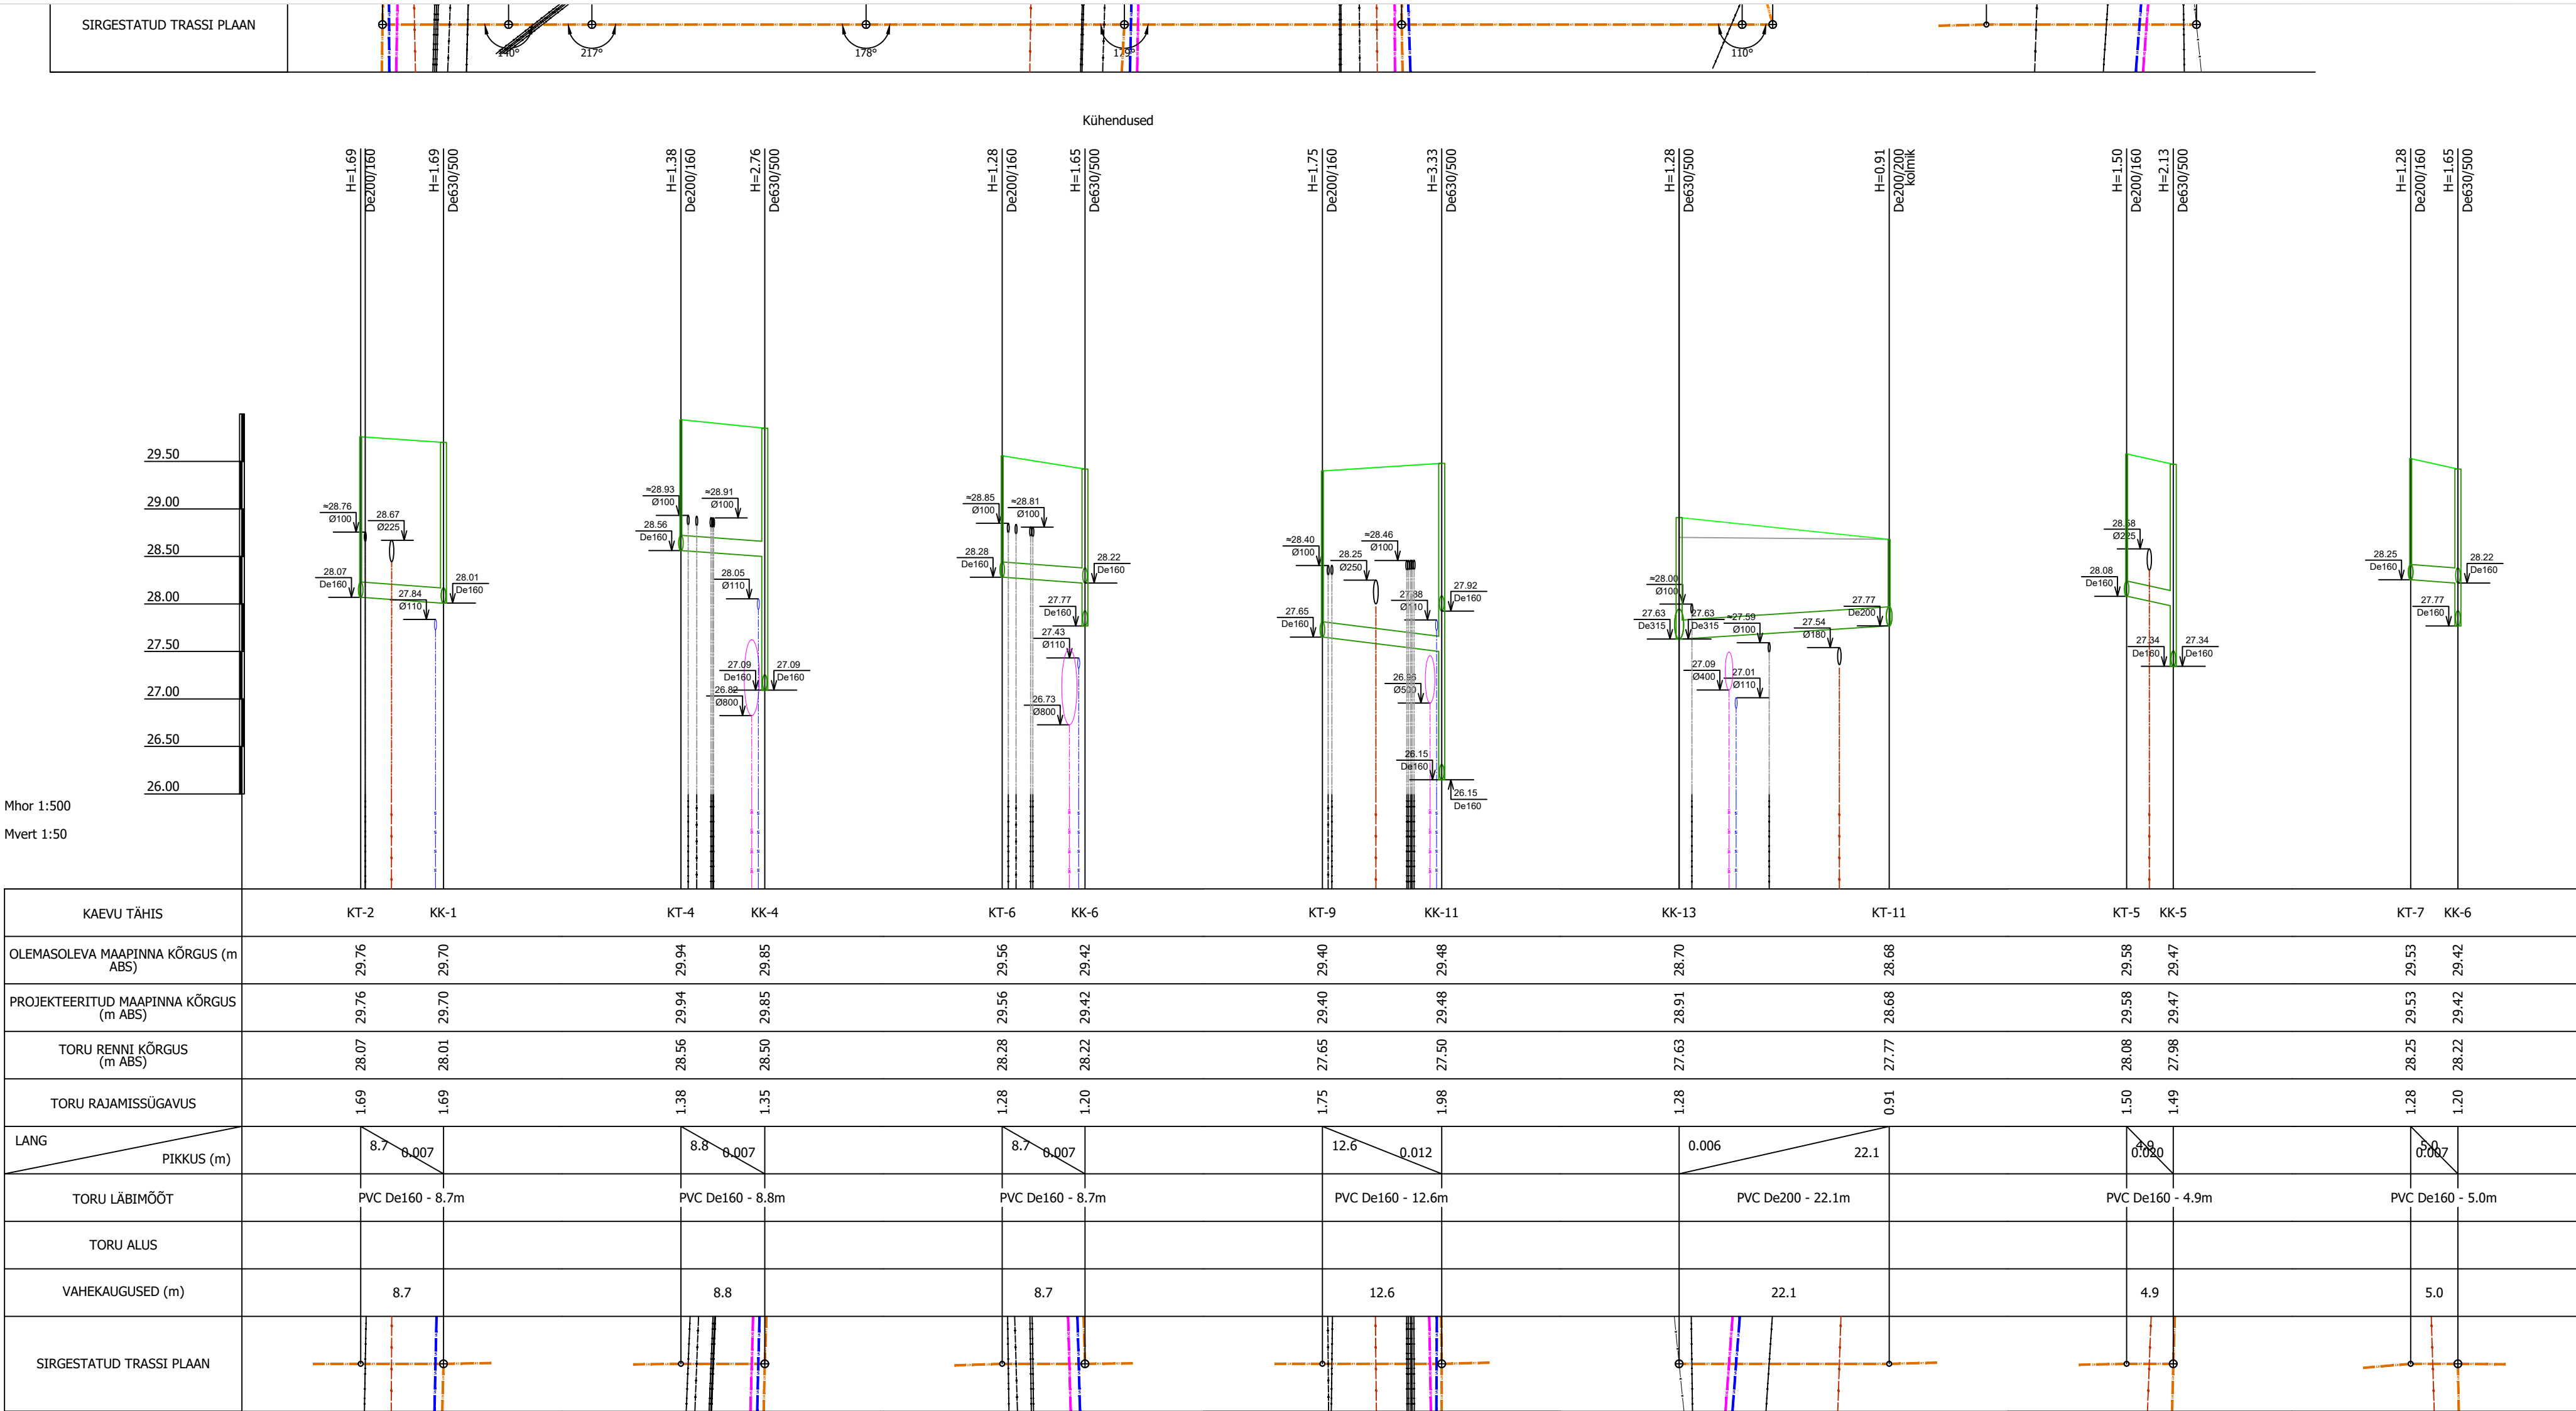 SIRGESTATUD TRASSI PLAAN
140°
217°
178°
179°
110°
Kühendused
H=1.69
De200/160
H=1.69
De630/500
H=1.38
De200/160
H=2.76
De630/500
H=1.28
De200/160
H=1.65
De630/500
H=1.75
De200/160
H=3.33
De630/500
H=1.28
De630/500
H=0.91
De200/200
kolmik
H=1.50
De200/160
H=2.13
De630/500
H=1.28
De200/160
H=1.65
De630/500
29.50
29.00
28.50
28.00
27.50
27.00
26.50
26.00
Mhor 1:500
Mvert 1:50
≈28.76
Ø100
28.67
Ø225
28.07
De160
27.84
Ø110
28.01
De160
≈28.93
Ø100
≈28.91
Ø100
28.56
De160
28.05
Ø110
27.09
De160
27.09
De160
26.82
Ø800
≈28.85
Ø100
≈28.81
Ø100
28.28
De160
28.22
De160
27.77
De160
27.43
Ø110
26.73
Ø800
≈28.40
Ø100
28.25
Ø250
≈28.46
Ø100
27.92
De160
27.88
Ø110
27.65
De160
26.96
Ø500
26.15
De160
26.15
De160
≈28.00
Ø100
27.63
De315
27.63
De315
≈27.59
Ø100
27.54
Ø180
27.77
De200
27.09
Ø400
27.01
Ø110
28.58
Ø225
28.08
De160
27.34
De160
27.34
De160
28.25
De160
28.22
De160
27.77
De160
KAEVU TÄHIS
KT-2 KK-1 KT-4 KK-4 KT-6 KK-6 KT-9 KK-11 KK-13 KT-11 KT-5 KK-5 KT-7 KK-6
OLEMASOLEVA MAAPINNA KÕRGUS (m
ABS)
29.76 29.70 29.94 29.85 29.56 29.42 29.40 29.48 28.70 28.68 29.58 29.47 29.53 29.42
PROJEKTEERITUD MAAPINNA KÕRGUS
(m ABS)
29.76 29.70 29.94 29.85 29.56 29.42 29.40 29.48 28.91 28.68 29.58 29.47 29.53 29.42
TORU RENNI KÕRGUS
(m ABS)
28.07 28.01 28.56 28.50 28.28 28.22 27.65 27.50 27.63 27.77 28.08 27.98 28.25 28.22
TORU RAJAMISSÜGAVUS
1.69 1.69 1.38 1.35 1.28 1.20 1.75 1.98 1.28 0.91 1.50 1.49 1.28 1.20
LANG
PIKKUS (m)
8.7 0.007 8.8 0.007 8.7 0.007 12.6 0.012 0.006 22.1 4.9 0.020 5.0 0.007
TORU LÄBIMÕÕT
PVC De160 - 8.7m PVC De160 - 8.8m PVC De160 - 8.7m PVC De160 - 12.6m PVC De200 - 22.1m PVC De160 - 4.9m PVC De160 - 5.0m
TORU ALUS
VAHEKAUGUSED (m)
8.7 8.8 8.7 12.6 22.1 4.9 5.0
SIRGESTATUD TRASSI PLAAN